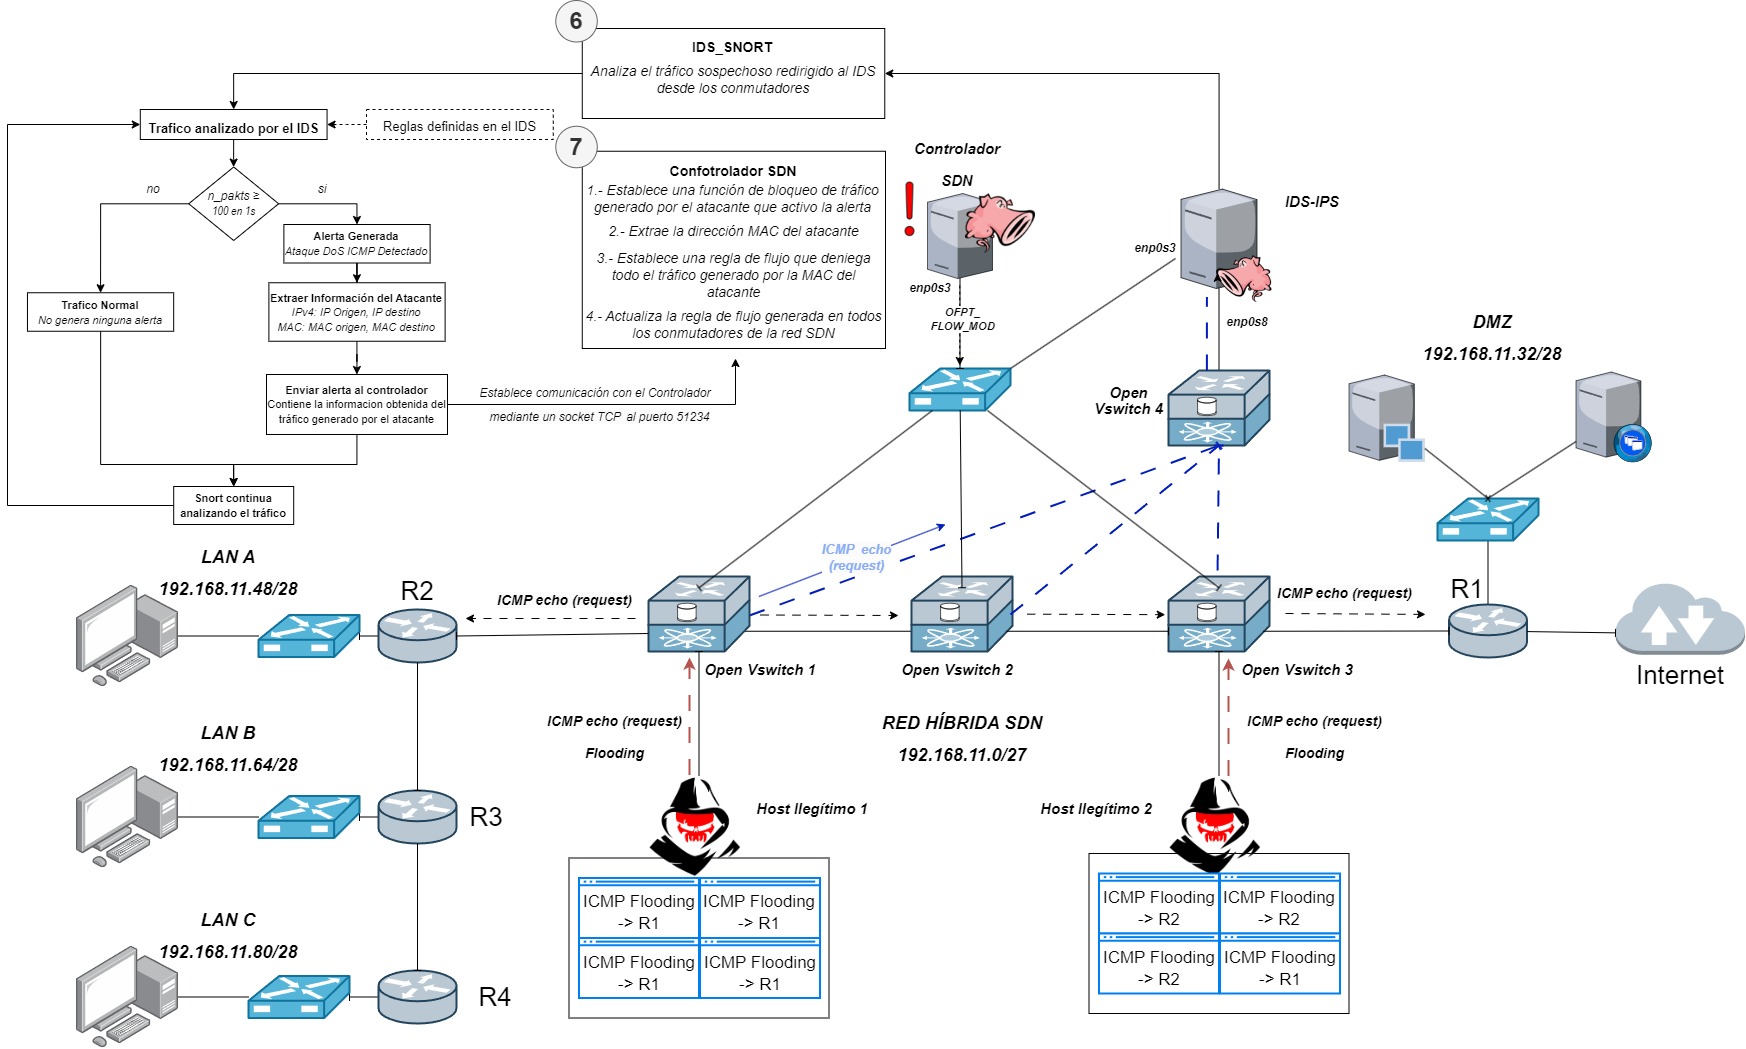 6
IDS_SNORT
Analiza el tráfico sospechoso redirigido al IDS
desde los conmutadores
Trafico analizado por el IDS
Reglas definidas en el IDS
no
si
n_pakts ≥
100 en 1s
Alerta Generada
Ataque DoS ICMP Detectado
Trafico Normal
No genera ninguna alerta
Extraer Información del Atacante
IPv4: IP Origen, IP destino
MAC: MAC origen, MAC destino
Enviar alerta al controlador
Contiene la informacion obtenida del
tráfico generado por el atacante
Establece comunicación con el Controlador
mediante un socket TCP al puerto 51234
Snort continua
analizando el tráfico
7
Confotrolador SDN
1.- Establece una función de bloqueo de tráfico
generado por el atacante que activo la alerta
2.- Extrae la dirección MAC del atacante
3.- Establece una regla de flujo que deniega
todo el tráfico generado por la MAC del
atacante
4.- Actualiza la regla de flujo generada en todos
los conmutadores de la red SDN
Controlador
SDN
enp0s3
OFPT_
FLOW_MOD
IDS-IPS
enp0s3
enp0s8
Open
Vswitch 4
DMZ
192.168.11.32/28
LAN A
192.168.11.48/28
R2
ICMP echo (request)
ICMP echo
(request)
ICMP echo (request)
R1
Internet
Open Vswitch 1
Open Vswitch 2
Open Vswitch 3
ICMP echo (request)
Flooding
RED HÍBRIDA SDN
192.168.11.0/27
ICMP echo (request)
Flooding
LAN B
192.168.11.64/28
R3
Host Ilegítimo 1
Host Ilegítimo 2
LAN C
192.168.11.80/28
R4
ICMP Flooding
-> R1
ICMP Flooding
-> R1
ICMP Flooding
-> R1
ICMP Flooding
-> R1
ICMP Flooding
-> R2
ICMP Flooding
-> R2
ICMP Flooding
-> R2
ICMP Flooding
-> R1